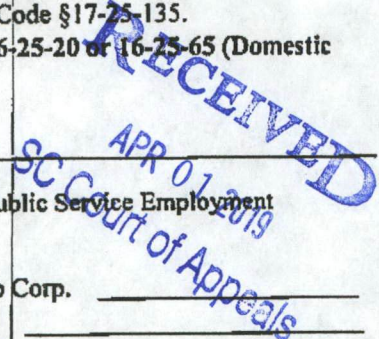 Code §17-25-135.
6-25-20 or 16-25-65 (Domestic
RECEIVED
APR 01 2019
SC Court of Appeals
ublic Service Employment
Corp.